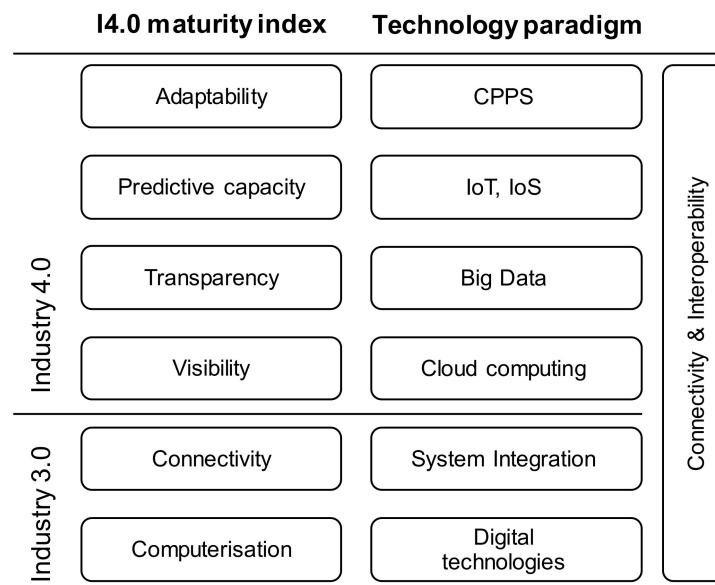 I4.0 maturity index Technology paradigm
Adaptability CPPS
Predictive capacity IoT, IoS
Transparency Big Data
Visibility Cloud computing
Industry 4.0
Connectivity System Integration
Computerisation Digital
technologies
Industry 3.0
Connectivity & Interoperability